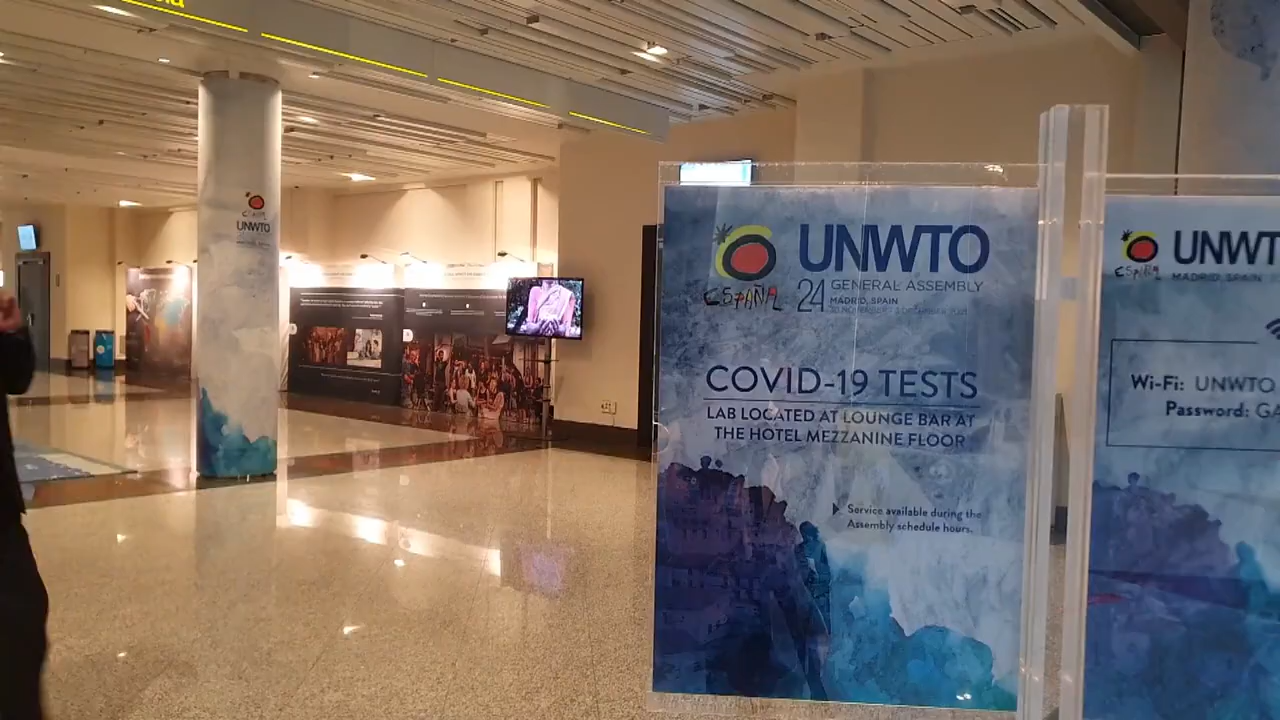 UNWTO
ESPAÑA
UNWTO
24 GENERAL ASSEMBLY
MADRID, SPAIN
COVID-19 TESTS
LAB LOCATED AT LOUNGE BAR AT
THE HOTEL MEZZANINE FLOOR
Service available during the
Assembly schedule hours.
ESPAÑA
UNWT
MADRID, SPAIN
Wi-Fi: UNWTO
Password: GA